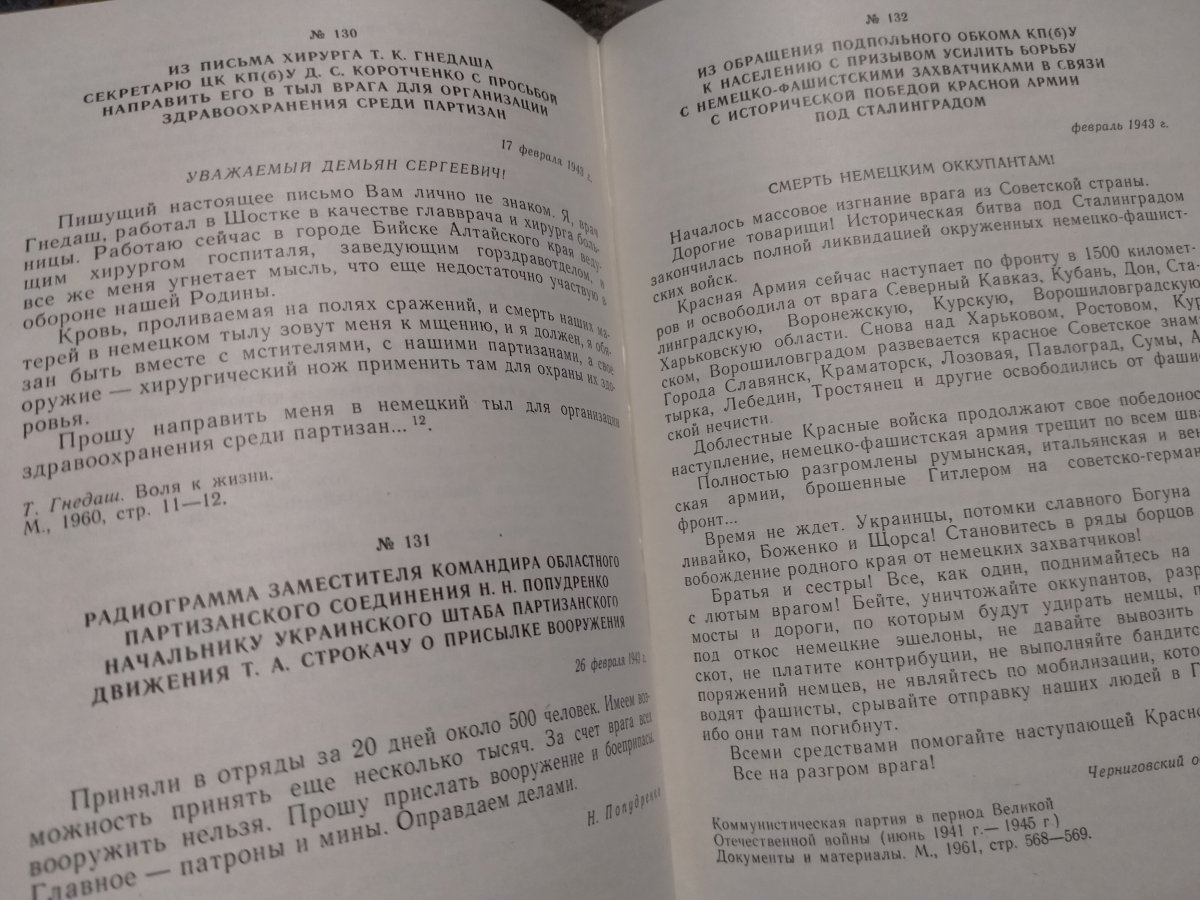 № 130
ИЗ ПИСЬМА ХИРУРГА Т. К. ГНЕДАША
СЕКРЕТАРЮ ЦК КП(б)У Д. С. КОРОТЧЕНКО С ПРОСЬБОЙ
НАПРАВИТЬ ЕГО В ТЫЛ ВРАГА ДЛЯ ОРГАНИЗАЦИИ
ЗДРАВООХРАНЕНИЯ СРЕДИ ПАРТИЗАН
17 февраля 1943 г.
УВАЖАЕМЫЙ ДЕМЬЯН СЕРГЕЕВИЧ!
Пишущий настоящее письмо Вам лично не знаком. Я, врач
Гнедаш, работал в Шостке в качестве главврача и хирурга боль-
ницы. Работаю сейчас в городе Бийске Алтайского края веду-
щим хирургом госпиталя, заведующим горздравотделом, и
все же меня угнетает мысль, что еще недостаточно участвую в
обороне нашей Родины.
Кровь, проливаемая на полях сражений, и смерть наших ма-
терей в немецком тылу зовут меня к мщению, и я должен, я обя-
зан быть вместе с мстителями, с нашими партизанами, а свое
оружие — хирургический нож применить там для охраны их здо-
ровья.
Прошу направить меня в немецкий тыл для организации
здравоохранения среди партизан... 12.
Т. Гнедаш. Воля к жизни.
М., 1960, стр. 11—12.
№ 131
РАДИОГРАММА ЗАМЕСТИТЕЛЯ КОМАНДИРА ОБЛАСТНОГО
ПАРТИЗАНСКОГО СОЕДИНЕНИЯ Н. Н. ПОПУДРЕНКО
НАЧАЛЬНИКУ УКРАИНСКОГО ШТАБА ПАРТИЗАНСКОГО
ДВИЖЕНИЯ Т. А. СТРОКАЧУ О ПРИСЫЛКЕ ВООРУЖЕНИЯ
26 февраля 1943 г.
Приняли в отряды за 20 дней около 500 человек. Имеем воз-
можность принять еще несколько тысяч. За счет врага всех
вооружить нельзя. Прошу прислать вооружение и боеприпасы.
Главное — патроны и мины. Оправдаем делами.
Н. Попудренко
№ 132
ИЗ ОБРАЩЕНИЯ ПОДПОЛЬНОГО ОБКОМА КП(б)У
К НАСЕЛЕНИЮ С ПРИЗЫВОМ УСИЛИТЬ БОРЬБУ
С НЕМЕЦКО-ФАШИСТСКИМИ ЗАХВАТЧИКАМИ В СВЯЗИ
С ИСТОРИЧЕСКОЙ ПОБЕДОЙ КРАСНОЙ АРМИИ
ПОД СТАЛИНГРАДОМ
февраль 1943 г.
СМЕРТЬ НЕМЕЦКИМ ОККУПАНТАМ!
Началось массовое изгнание врага из Советской страны.
Дорогие товарищи! Историческая битва под Сталинградом
закончилась полной ликвидацией окруженных немецко-фашист-
ских войск.
Красная Армия сейчас наступает по фронту в 1500 километ-
ров и освободила от врага Северный Кавказ, Кубань, Дон, Ста-
линградскую, Воронежскую, Курскую, Ворошиловградскую,
Харьковскую области. Снова над Харьковом, Ростовом, Кур
ском, Ворошиловградом развевается красное Советское знам
Города Славянск, Краматорск, Лозовая, Павлоград, Сумы, А
тырка, Лебедин, Тростянец и другие освободились от фашис
ской нечисти.
Доблестные Красные войска продолжают свое победонос
наступление, немецко-фашистская армия трещит по всем шва
Полностью разгромлены румынская, итальянская и вен
ская армии, брошенные Гитлером на советско-герман
фронт...
Время не ждет. Украинцы, потомки славного Богуна
ливайко, Боженко и Щорса! Становитесь в ряды борцов
вобождение родного края от немецких захватчиков!
Братья и сестры! Все, как один, поднимайтесь на
с лютым врагом! Бейте, уничтожайте оккупантов, разр
мосты и дороги, по которым будут удирать немцы, п
под откос немецкие эшелоны, не давайте вывозить
скот, не платите контрибуции, не выполняйте бандитс
поряжений немцев, не являйтесь по мобилизации, кото
водят фашисты, срывайте отправку наших людей в Г
ибо они там погибнут.
Всеми средствами помогайте наступающей Красно
Все на разгром врага!
Черниговский о
Коммунистическая партия в период Великой
Отечественной войны (июнь 1941 г.— 1945 г.)
Документы и материалы. М., 1961, стр. 568—569.